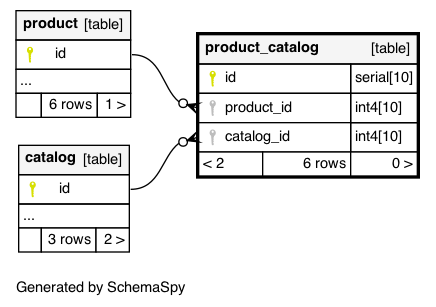 product [table]
id
...
6 rows 1 >
product_catalog [table]
id serial[10]
product_id int4[10]
catalog_id int4[10]
< 2 6 rows 0 >
catalog [table]
id
...
3 rows 2 >
Generated by SchemaSpy